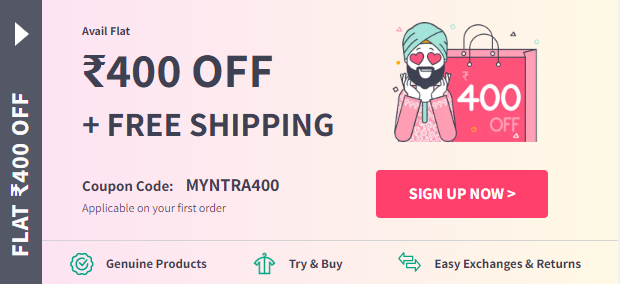 FLAT ₹400 OFF
Avail Flat
₹400 OFF
+ FREE SHIPPING
₹
400
OFF
Coupon Code: MYNTRA400
Applicable on your first order
SIGN UP NOW >
Genuine Products
Try & Buy
Easy Exchanges & Returns